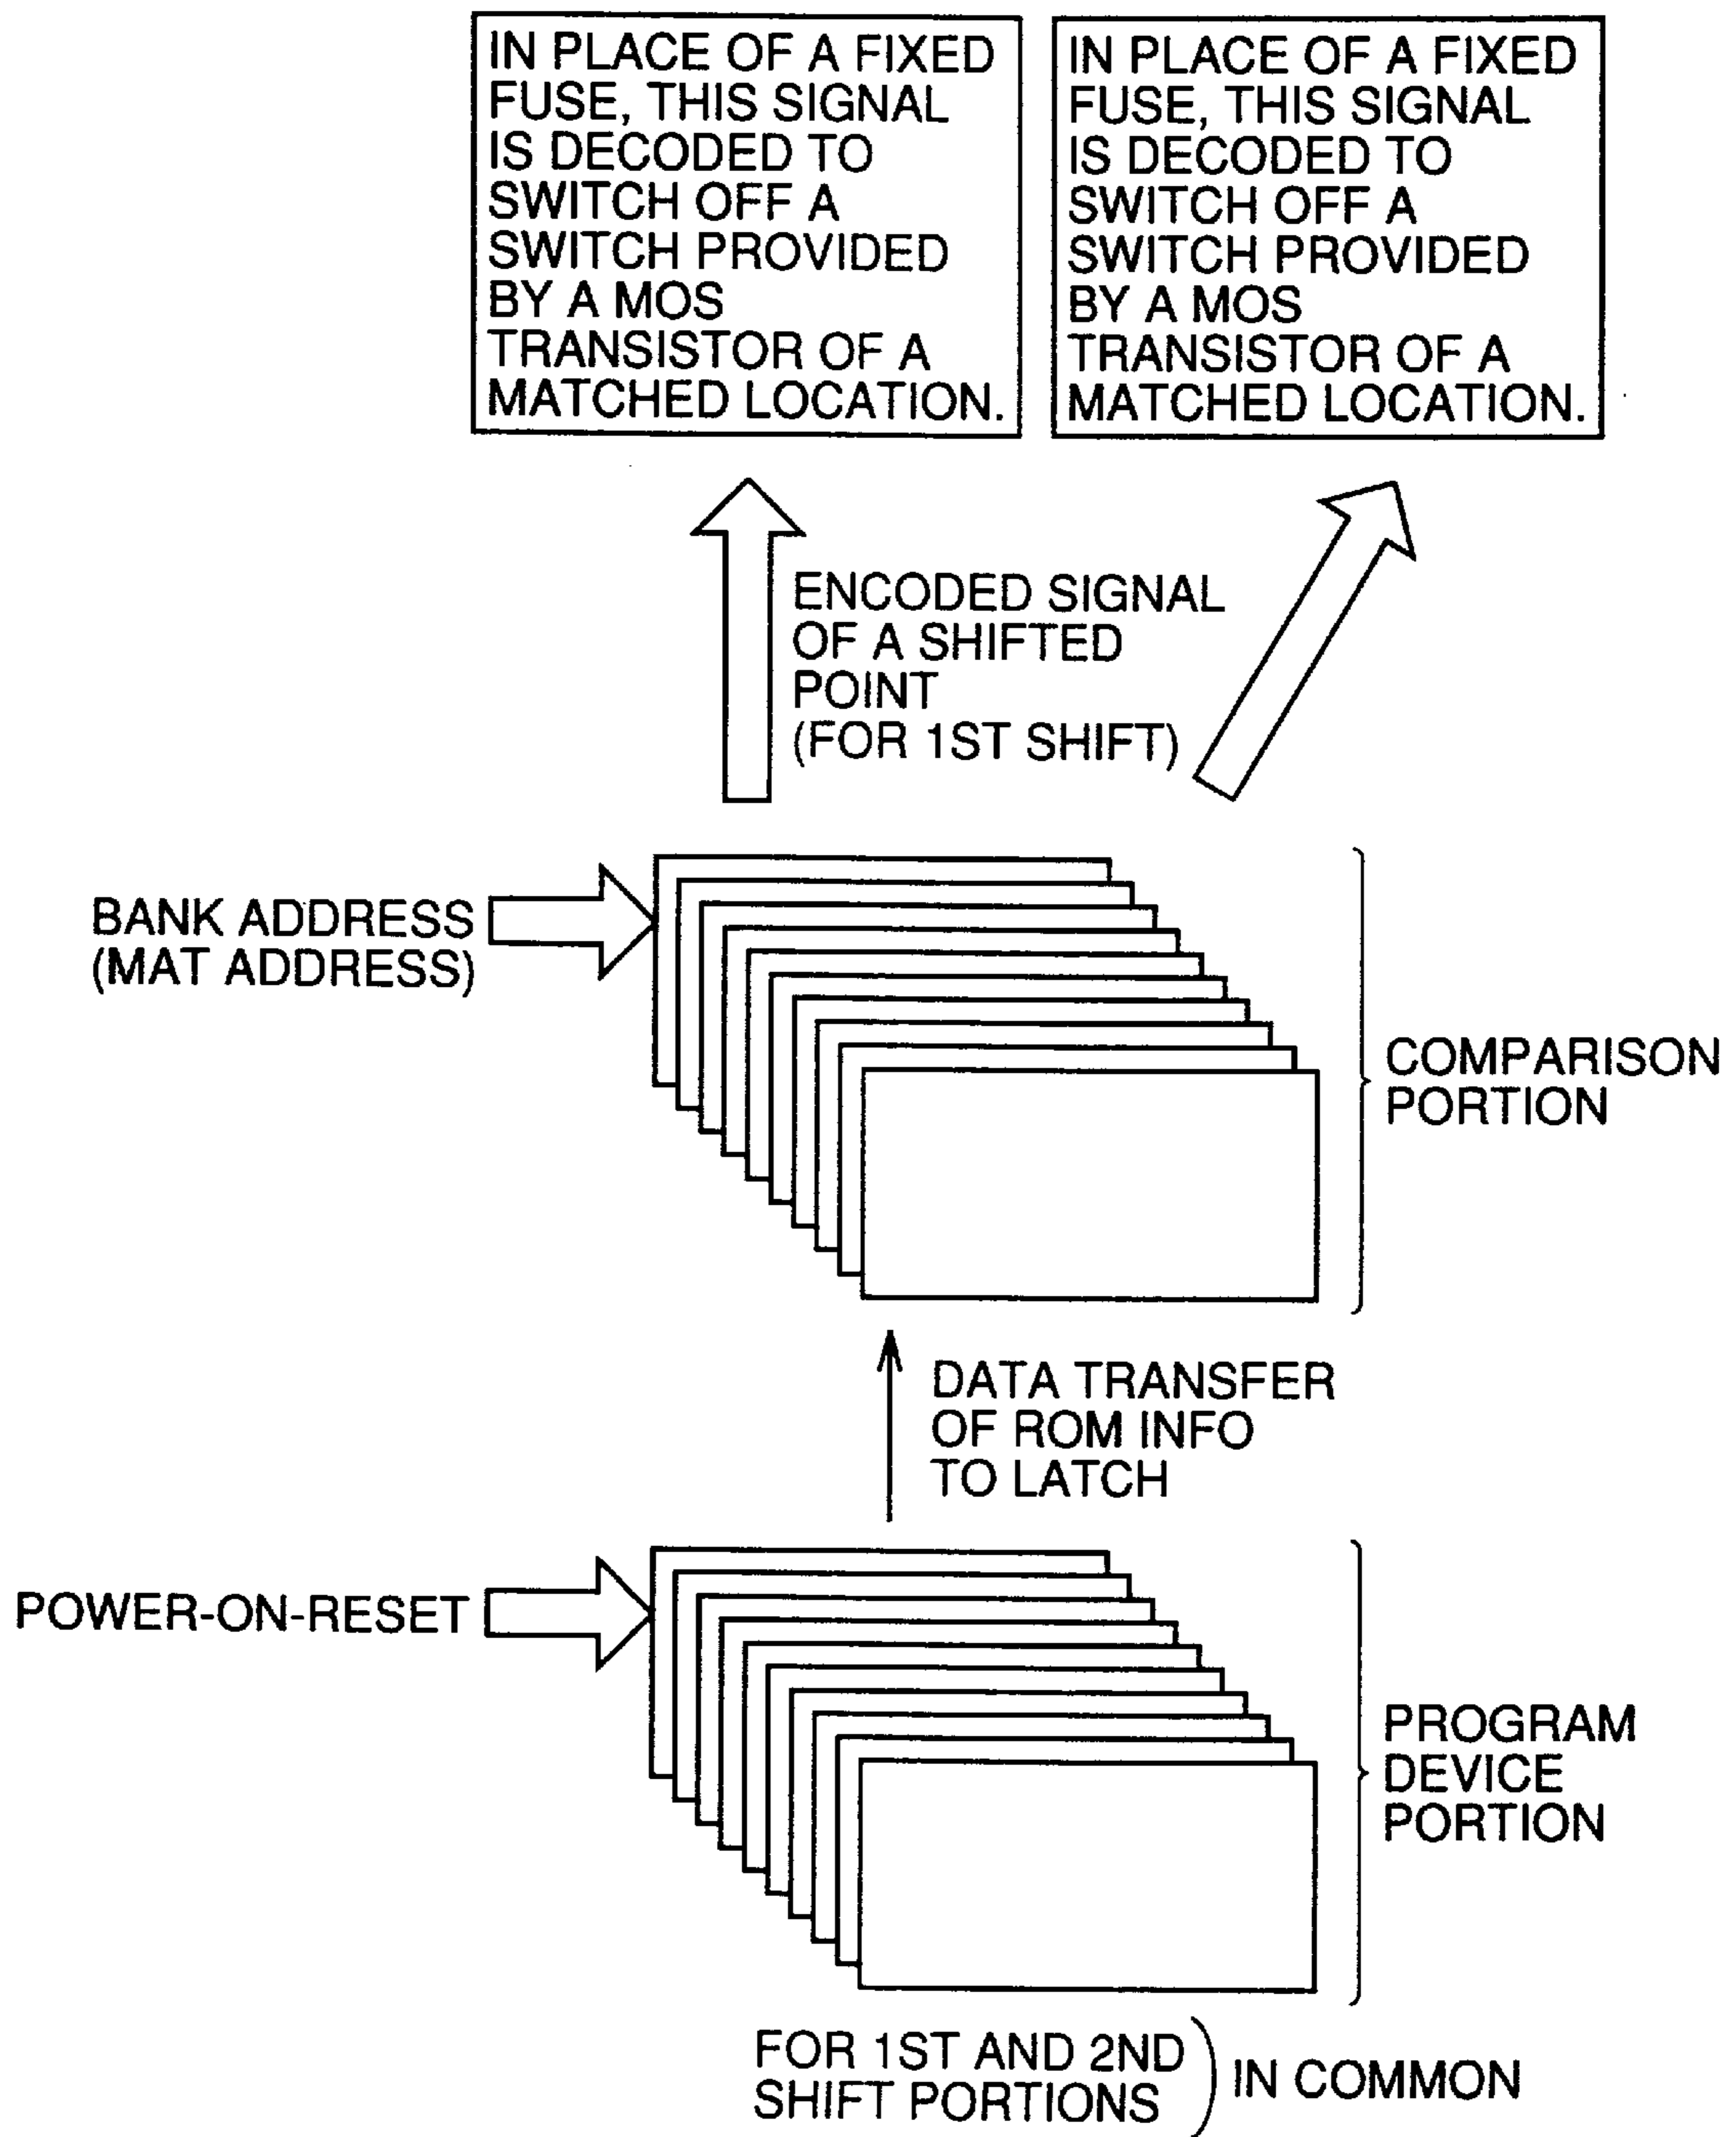 IN PLACE OF A FIXED
FUSE, THIS SIGNAL
IS DECODED TO
SWITCH OFF A
SWITCH PROVIDED
BY A MOS
TRANSISTOR OF A
MATCHED LOCATION.
IN PLACE OF A FIXED
FUSE, THIS SIGNAL
IS DECODED TO
SWITCH OFF A
SWITCH PROVIDED
BY A MOS
TRANSISTOR OF A
MATCHED LOCATION.
ENCODED SIGNAL
OF A SHIFTED
POINT
(FOR 1ST SHIFT)
BANK ADDRESS
(MAT ADDRESS)
COMPARISON
PORTION
DATA TRANSFER
OF ROM INFO
TO LATCH
POWER-ON-RESET
PROGRAM
DEVICE
PORTION
FOR 1ST AND 2ND
SHIFT PORTIONS
IN COMMON